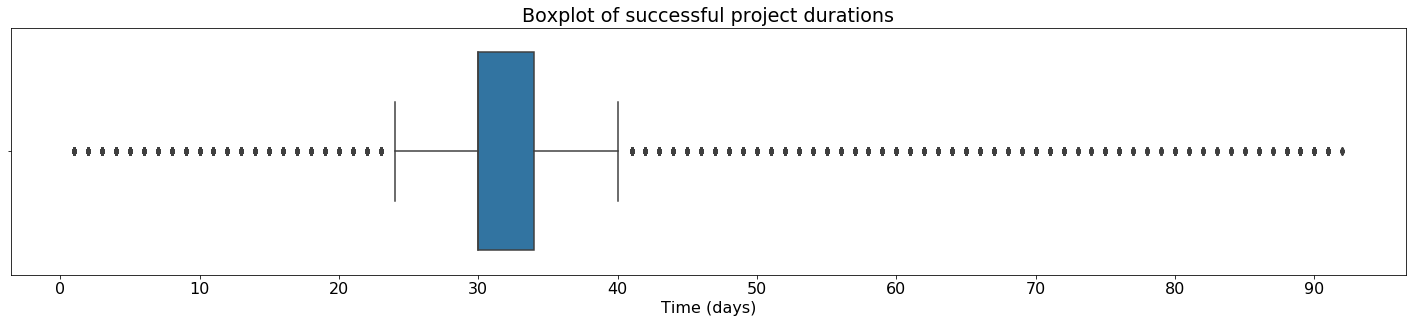 Boxplot of successful project durations
0 10 20 30 40 50 60 70 80 90
Time (days)